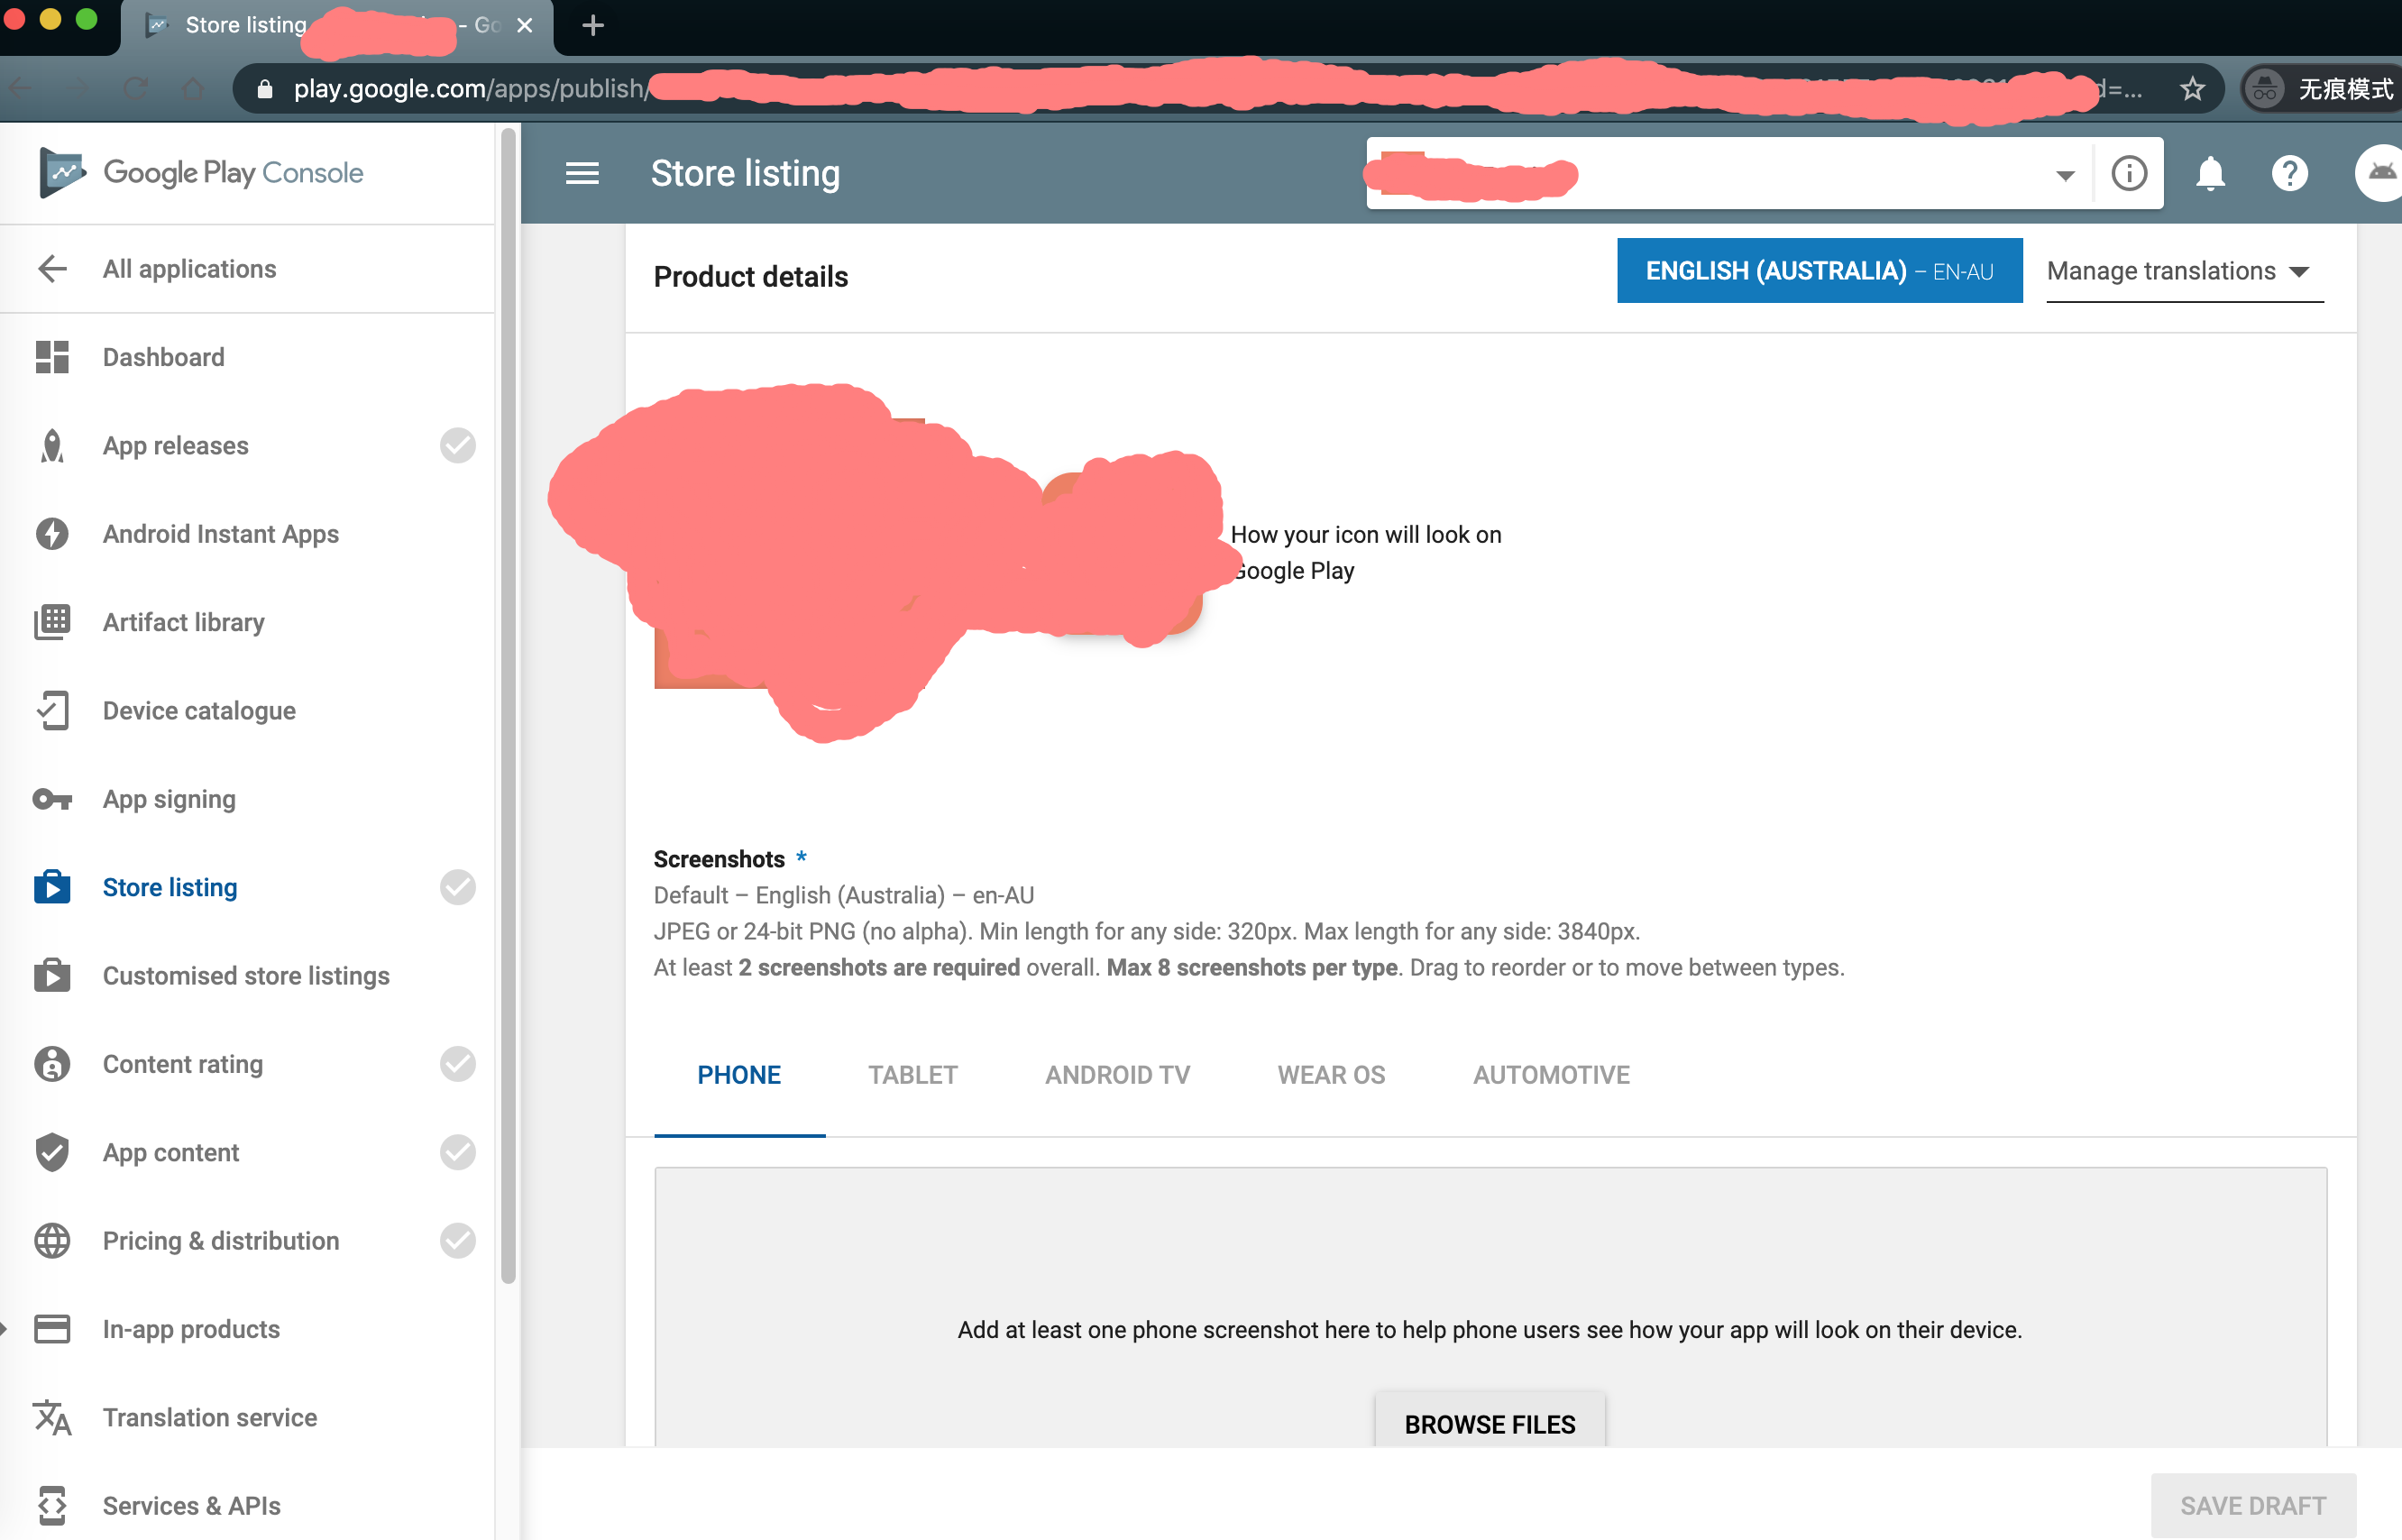 Store listing
play.google.com/apps/publish/
d=...
无痕模式
Google Play Console
Store listing
All applications
Product details
ENGLISH (AUSTRALIA) – EN-AU
Manage translations
Dashboard
App releases
Android Instant Apps
How your icon will look on
Google Play
Artifact library
Device catalogue
App signing
Screenshots *
Default – English (Australia) – en-AU
JPEG or 24-bit PNG (no alpha). Min length for any side: 320px. Max length for any side: 3840px.
At least 2 screenshots are required overall. Max 8 screenshots per type. Drag to reorder or to move between types.
Store listing
Customised store listings
Content rating
PHONE
TABLET
ANDROID TV
WEAR OS
AUTOMOTIVE
App content
Pricing & distribution
In-app products
Add at least one phone screenshot here to help phone users see how your app will look on their device.
BROWSE FILES
Translation service
Services & APIs
SAVE DRAFT